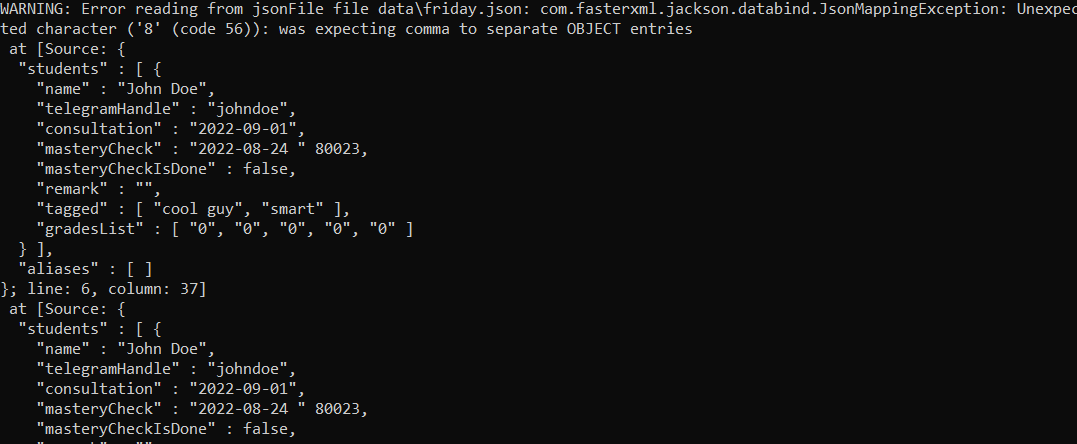 WARNING: Error reading from jsonFile file data\friday.json: com.fasterxml.jackson.databind.JsonMappingException: Unexpec
ted character ('8' (code 56)): was expecting comma to separate OBJECT entries
 at [Source: {
  "students" : [ {
    "name" : "John Doe",
    "telegramHandle" : "johndoe",
    "consultation" : "2022-09-01",
    "masteryCheck" : "2022-08-24 " 80023,
    "masteryCheckIsDone" : false,
    "remark" : "",
    "tagged" : [ "cool guy", "smart" ],
    "gradesList" : [ "0", "0", "0", "0", "0" ]
  } ],
  "aliases" : [ ]
}; line: 6, column: 37]
 at [Source: {
  "students" : [ {
    "name" : "John Doe",
    "telegramHandle" : "johndoe",
    "consultation" : "2022-09-01",
    "masteryCheck" : "2022-08-24 " 80023,
    "masteryCheckIsDone" : false,